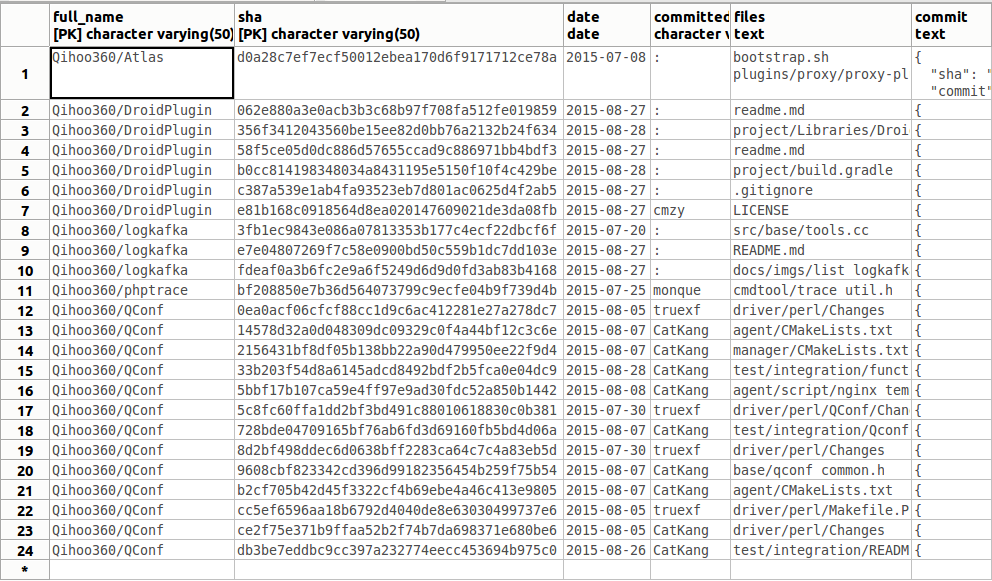 full_name sha date committed files commit
[PK] character varying(50) [PK] character varying(50) date character v text text
1 Qihoo360/Atlas d0a28c7ef7ecf50012ebea170d6f9171712ce78a 2015-07-08 : bootstrap.sh {
plugins/proxy/proxy-pl "sha": "
"commit"
2 Qihoo360/DroidPlugin 062e880a3e0acb3b3c68b97f708fa512fe019859 2015-08-27 : readme.md {
3 Qihoo360/DroidPlugin 356f3412043560be15ee82d0bb76a2132b24f634 2015-08-28 : project/Libraries/Droi {
4 Qihoo360/DroidPlugin 58f5ce05d0dc886d57655ccad9c886971bb4bdf3 2015-08-27 : readme.md {
5 Qihoo360/DroidPlugin b0cc814198348034a8431195e5150f10f4c429be 2015-08-28 : project/build.gradle {
6 Qihoo360/DroidPlugin c387a539e1ab4fa93523eb7d801ac0625d4f2ab5 2015-08-27 : .gitignore {
7 Qihoo360/DroidPlugin e81b168c0918564d8ea020147609021de3da08fb 2015-08-27 cmzy LICENSE {
8 Qihoo360/logkafka 3fb1ec9843e086a07813353b177c4ecf22dbcf6f 2015-07-20 : src/base/tools.cc {
9 Qihoo360/logkafka e7e04807269f7c58e0900bd50c559b1dc7dd103e 2015-08-27 : README.md {
10 Qihoo360/logkafka fdeaf0a3b6fc2e9a6f5249d6d9d0fd3ab83b4168 2015-08-27 : docs/imgs/list_logkafk {
11 Qihoo360/phptrace bf208850e7b36d564073799c9ecfe04b9f739d4b 2015-07-25 monque cmdtool/trace_util.h {
12 Qihoo360/QConf 0ea0acf06cfcf88cc1d9c6ac412281e27a278dc7 2015-08-05 truexf driver/perl/Changes {
13 Qihoo360/QConf 14578d32a0d048309dc09329c0f4a44bf12c3c6e 2015-08-07 CatKang agent/CMakeLists.txt {
14 Qihoo360/QConf 2156431bf8df05b138bb22a90d479950ee22f9d4 2015-08-07 CatKang manager/CMakeLists.txt {
15 Qihoo360/QConf 33b203f54d8a6145adcd8492bdf2b5fca0e04dc9 2015-08-28 CatKang test/integration/funct {
16 Qihoo360/QConf 5bbf17b107ca59e4ff97e9ad30fdc52a850b1442 2015-08-08 CatKang agent/script/nginx_tem {
17 Qihoo360/QConf 5c8fc60ffa1dd2bf3bd491c88010618830c0b381 2015-07-30 truexf driver/perl/QConf/Chan {
18 Qihoo360/QConf 728bde04709165bf76ab6fd3d69160fb5bd4d06a 2015-08-07 CatKang test/integration/Qconf {
19 Qihoo360/QConf 8d2bf498ddec6d0638bff2283ca64c7c4a83eb5d 2015-07-30 truexf driver/perl/Changes {
20 Qihoo360/QConf 9608cbf823342cd396d99182356454b259f75b54 2015-08-07 CatKang base/qconf_common.h {
21 Qihoo360/QConf b2cf705b42d45f3322cf4b69ebe4a46c413e9805 2015-08-07 CatKang agent/CMakeLists.txt {
22 Qihoo360/QConf cc5ef6596aa18b6792d4040de8e63030499737e6 2015-08-05 truexf driver/perl/Makefile.P {
23 Qihoo360/QConf ce2f75e371b9ffaa52b2f74b7da698371e680be6 2015-08-05 CatKang driver/perl/Changes {
24 Qihoo360/QConf db3be7eddbc9cc397a232774eecc453694b975c0 2015-08-26 CatKang test/integration/READM {
*